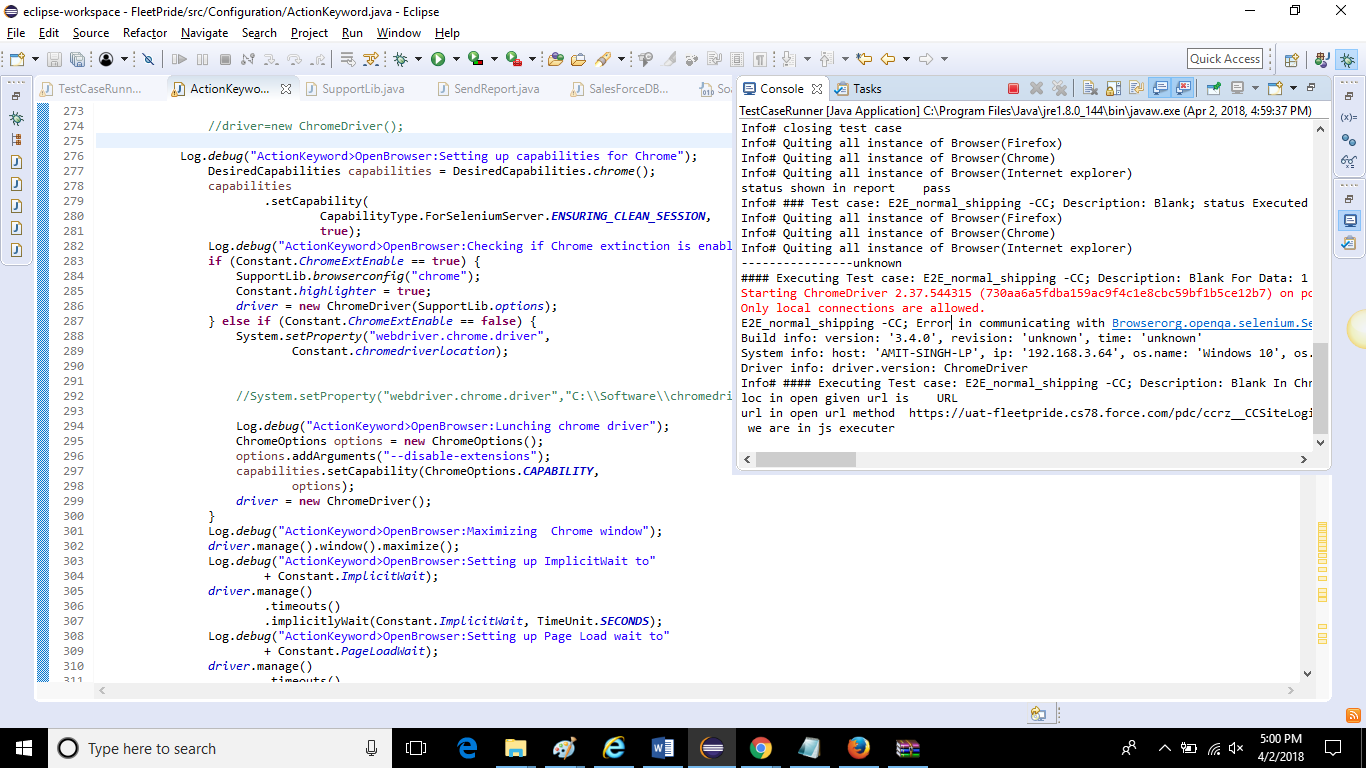 eclipse-workspace - FleetPride/src/Configuration/ActionKeyword.java - Eclipse
File Edit Source Refactor Navigate Search Project Run Window Help
Quick Access
TestCaseRunn...
ActionKeywo...
SupportLib.java
SendReport.java
SalesForceDB...
273
274 //driver=new ChromeDriver();
275
276 Log.debug("ActionKeyword>OpenBrowser:Setting up capabilities for Chrome");
277 DesiredCapabilities capabilities = DesiredCapabilities.chrome();
278 capabilities
279 .setCapability(
280 CapabilityType.ForSeleniumServer.ENSURING_CLEAN_SESSION,
281 true);
282 Log.debug("ActionKeyword>OpenBrowser:Checking if Chrome extinction is enabl
283 if (Constant.ChromeExtEnable == true) {
284 SupportLib.browserconfig("chrome");
285 Constant.highlighter = true;
286 driver = new ChromeDriver(SupportLib.options);
287 } else if (Constant.ChromeExtEnable == false) {
288 System.setProperty("webdriver.chrome.driver",
289 Constant.chromedriverlocation);
290
291
292 //System.setProperty("webdriver.chrome.driver","C:\\Software\\chromedri
293
294 Log.debug("ActionKeyword>OpenBrowser:Lunching chrome driver");
295 ChromeOptions options = new ChromeOptions();
296 options.addArguments("--disable-extensions");
297 capabilities.setCapability(ChromeOptions.CAPABILITY,
298 options);
299 driver = new ChromeDriver();
300 }
301 Log.debug("ActionKeyword>OpenBrowser:Maximizing  Chrome window");
302 driver.manage().window().maximize();
303 Log.debug("ActionKeyword>OpenBrowser:Setting up ImplicitWait to"
304 + Constant.ImplicitWait);
305 driver.manage()
306 .timeouts()
307 .implicitlyWait(Constant.ImplicitWait, TimeUnit.SECONDS);
308 Log.debug("ActionKeyword>OpenBrowser:Setting up Page Load wait to"
309 + Constant.PageLoadWait);
310 driver.manage()
311 .timeouts()
Console
Tasks
TestCaseRunner [Java Application] C:\Program Files\Java\jre1.8.0_144\bin\javaw.exe (Apr 2, 2018, 4:59:37 PM)
Info# closing test case
Info# Quiting all instance of Browser(Firefox)
Info# Quiting all instance of Browser(Chrome)
Info# Quiting all instance of Browser(Internet explorer)
status shown in report    pass
Info# ### Test case: E2E_normal_shipping -CC; Description: Blank; status Executed
Info# Quiting all instance of Browser(Firefox)
Info# Quiting all instance of Browser(Chrome)
Info# Quiting all instance of Browser(Internet explorer)
----------------unknown
#### Executing Test case: E2E_normal_shipping -CC; Description: Blank For Data: 1
Starting ChromeDriver 2.37.544315 (730aa6a5fdba159ac9f4c1e8cbc59bf1b5ce12b7) on po
Only local connections are allowed.
E2E_normal_shipping -CC; Error in communicating with Browserorg.openqa.selenium.Se
Build info: version: '3.4.0', revision: 'unknown', time: 'unknown'
System info: host: 'AMIT-SINGH-LP', ip: '192.168.3.64', os.name: 'Windows 10', os.
Driver info: driver.version: ChromeDriver
Info# #### Executing Test case: E2E_normal_shipping -CC; Description: Blank In Chr
loc in open given url is    URL
url in open url method  https://uat-fleetpride.cs78.force.com/pdc/ccrz__CCSiteLogi
we are in js executer
Type here to search
5:00 PM
4/2/2018